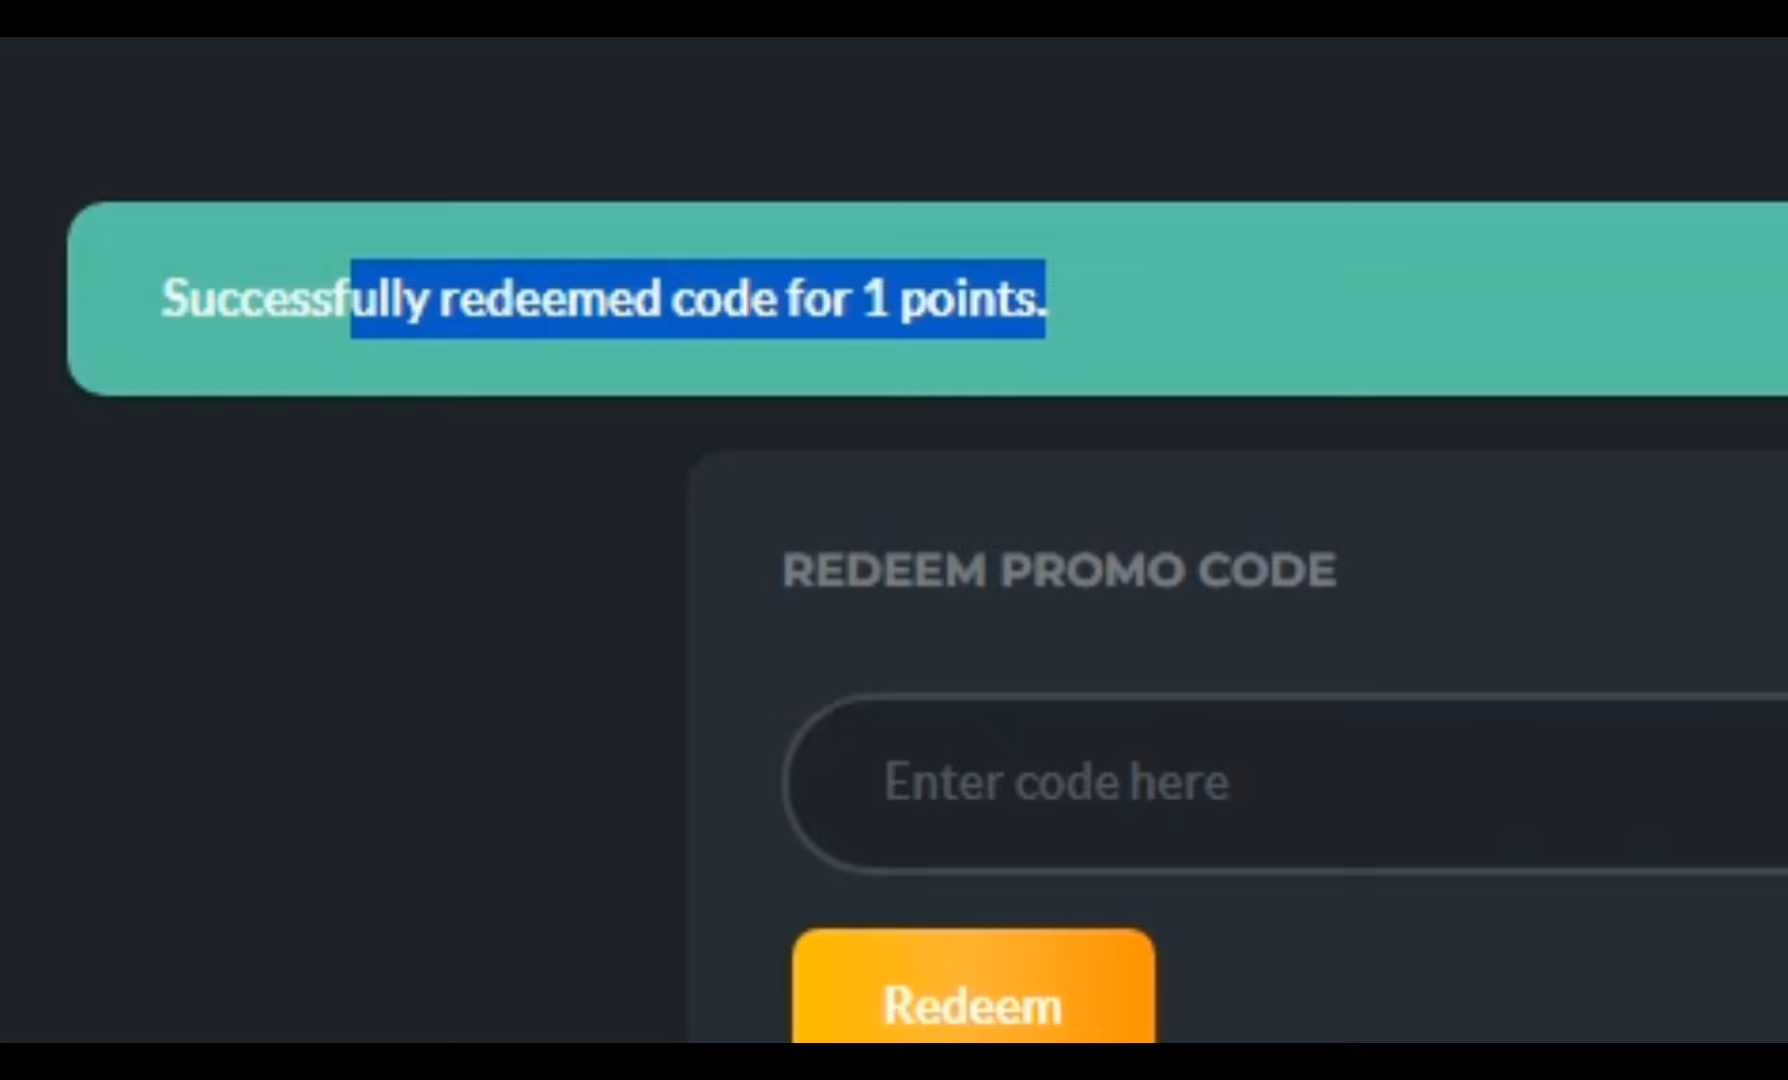 Successfully redeemed code for 1 points.
REDEEM PROMO CODE
Enter code here
Redeem